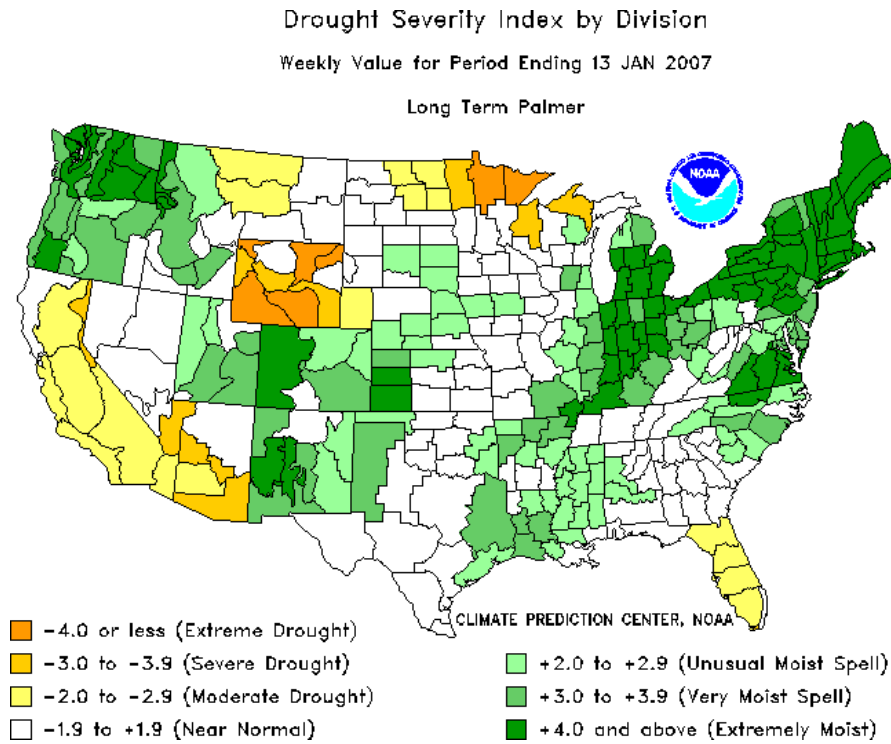 Drought Severity Index by Division
Weekly Value for Period Ending 13 JAN 2007
Long Term Palmer
NOAA
CLIMATE PREDICTION CENTER, NOAA
-4.0 or less (Extreme Drought)
-3.0 to -3.9 (Severe Drought)
-2.0 to -2.9 (Moderate Drought)
-1.9 to +1.9 (Near Normal)
+2.0 to +2.9 (Unusual Moist Spell)
+3.0 to +3.9 (Very Moist Spell)
+4.0 and above (Extremely Moist)